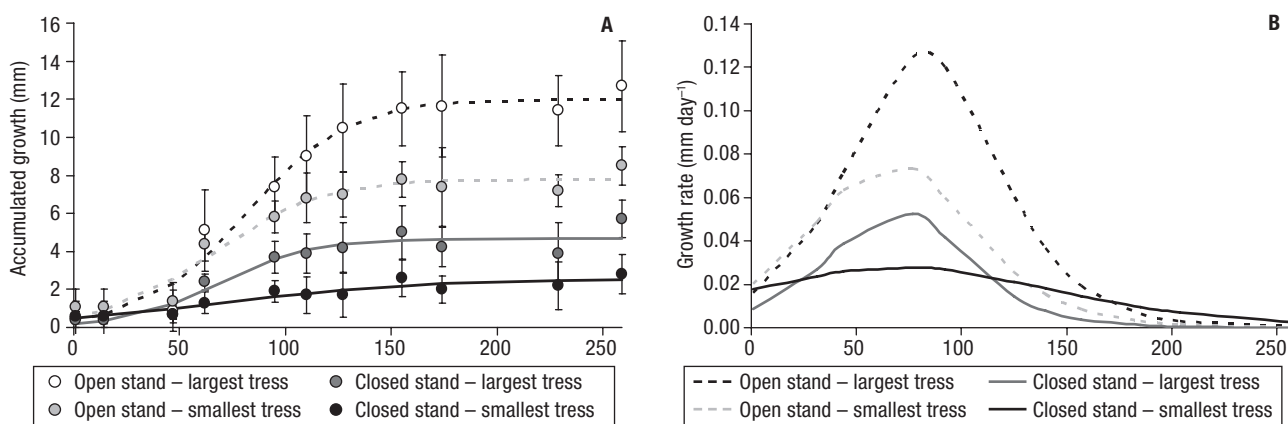 A
Accumulated growth (mm)
16
14
12
10
8
6
4
2
0
0 50 100 150 200 250
Open stand – largest tress
Closed stand – largest tress
Open stand – smallest tress
Closed stand – smallest tress
B
Growth rate (mm day–1)
0.14
0.12
0.10
0.08
0.06
0.04
0.02
0.00
0 50 100 150 200 250
Open stand – largest tress
Closed stand – largest tress
Open stand – smallest tress
Closed stand – smallest tress